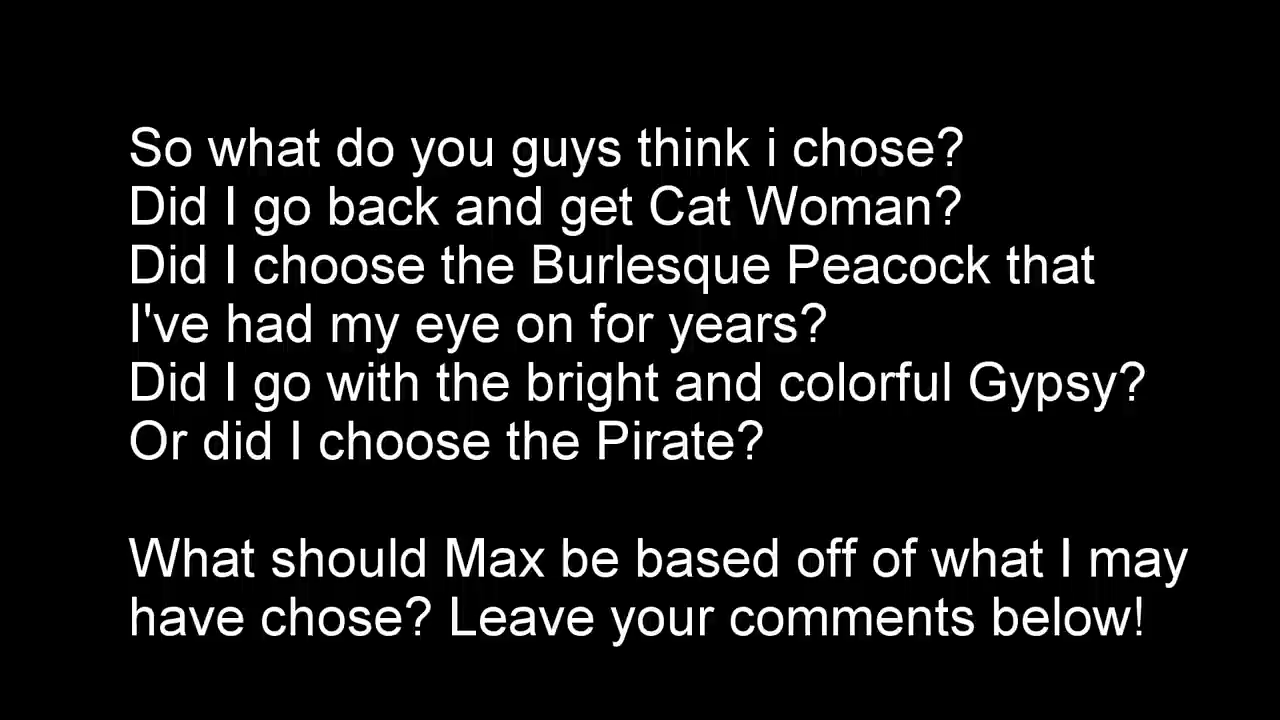 So what do you guys think i chose?
Did I go back and get Cat Woman?
Did I choose the Burlesque Peacock that
I've had my eye on for years?
Did I go with the bright and colorful Gypsy?
Or did I choose the Pirate?
What should Max be based off of what I may
have chose? Leave your comments below!